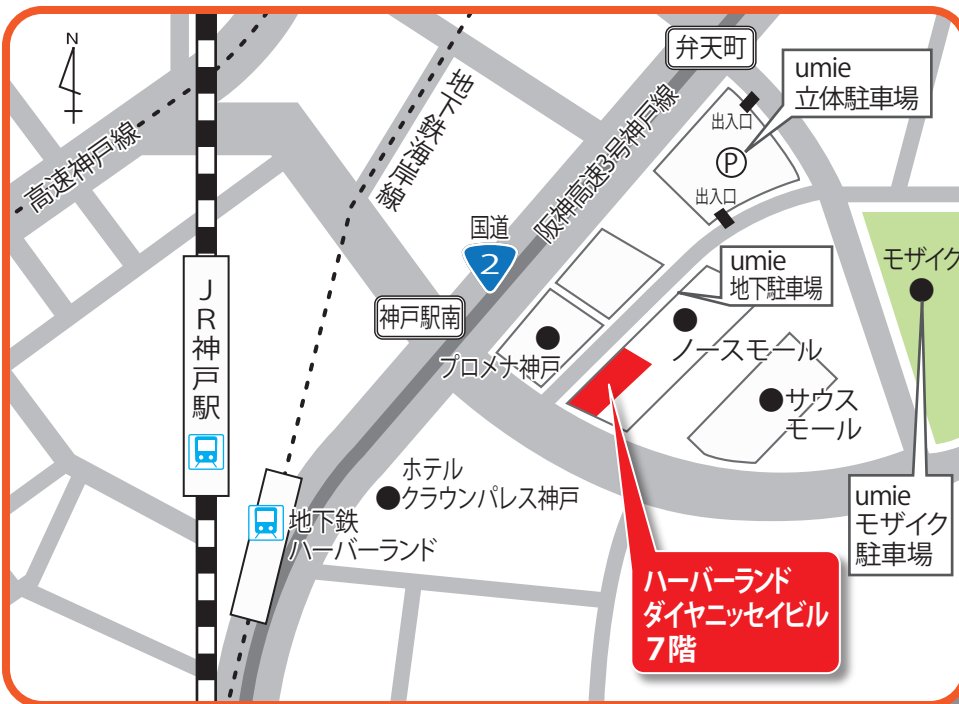 N
弁天町
umie
立体駐車場
出入口
P
出入口
高速神戸線
地下鉄海岸線
阪神高速3号神戸線
国道
2
神戸駅南
umie
地下駐車場
モザイク
JR神戸駅
プロメナ神戸
ノースモール
サウス
モール
ホテル
クラウンパレス神戸
地下鉄
ハーバーランド
umie
モザイク
駐車場
ハーバーランド
ダイヤニッセイビル
7階